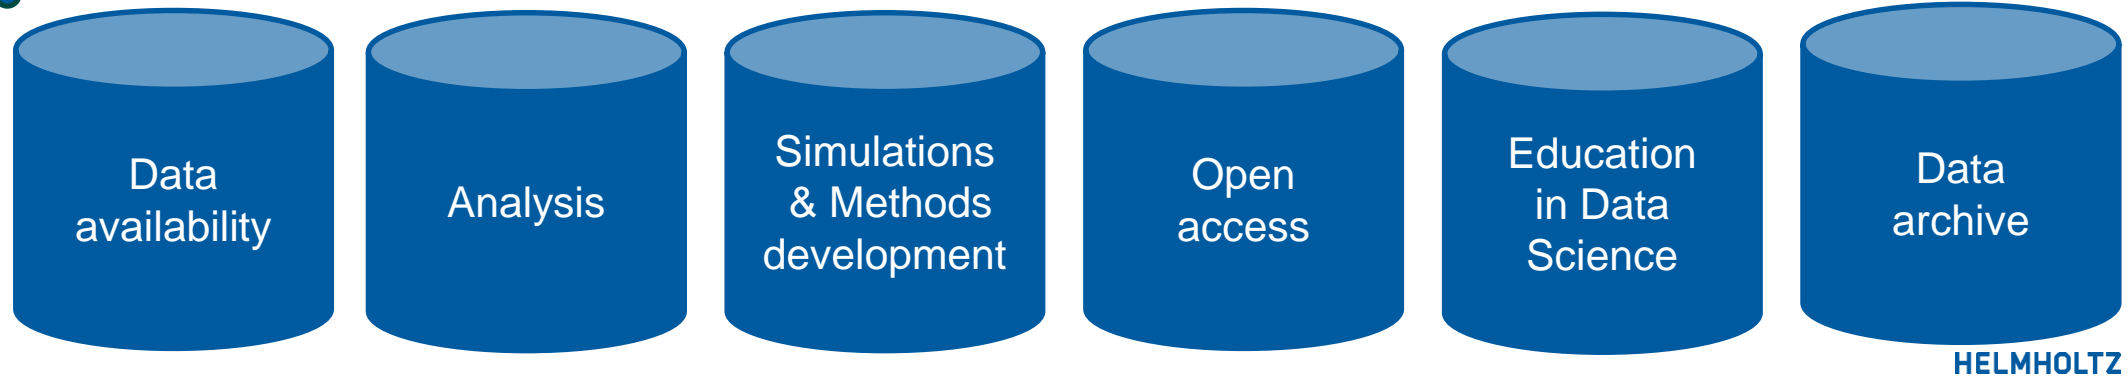 Data
availability
Analysis
Simulations
& Methods
development
Open
access
Education
in Data
Science
Data
archive
HELMHOLTZ